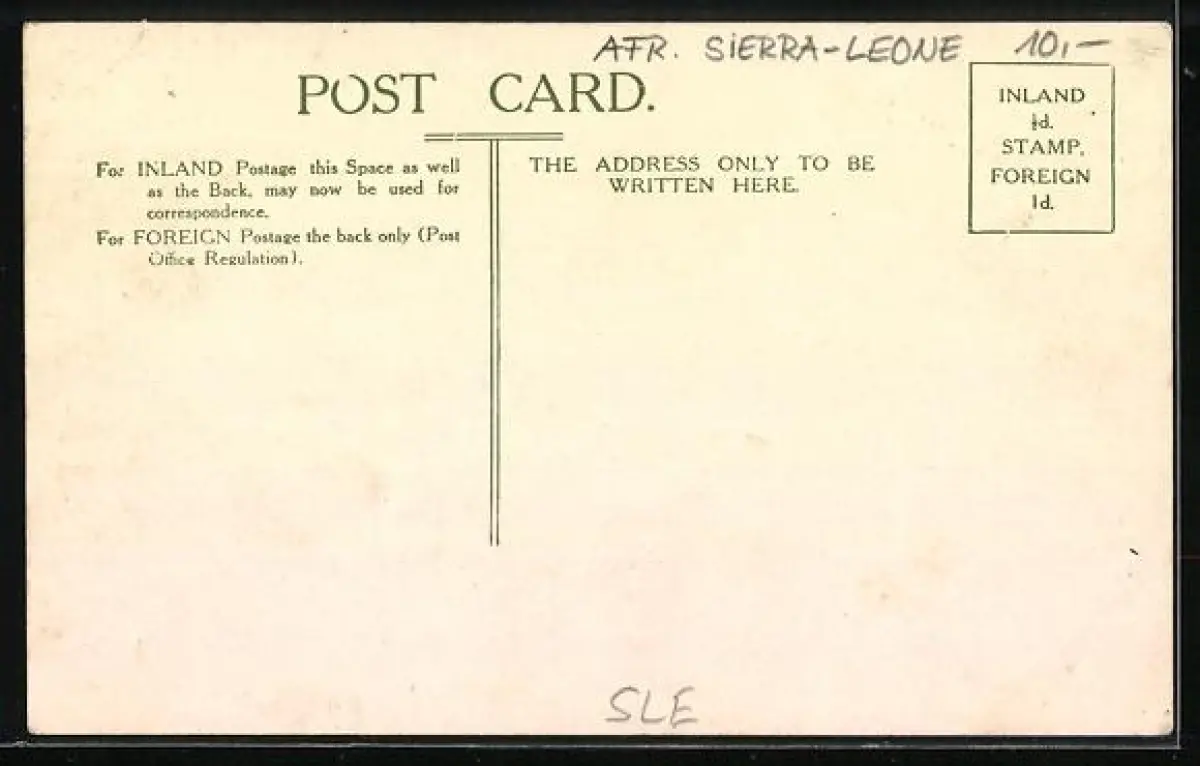 AFR. SIERRA-LEONE 10,-
POST CARD.
For INLAND Postage this Space as well
as the Back, may now be used for
correspondence.
For FOREIGN Postage the back only (Post
Office Regulation).
THE ADDRESS ONLY TO BE
WRITTEN HERE.
INLAND
½d.
STAMP,
FOREIGN
1d.
SLE